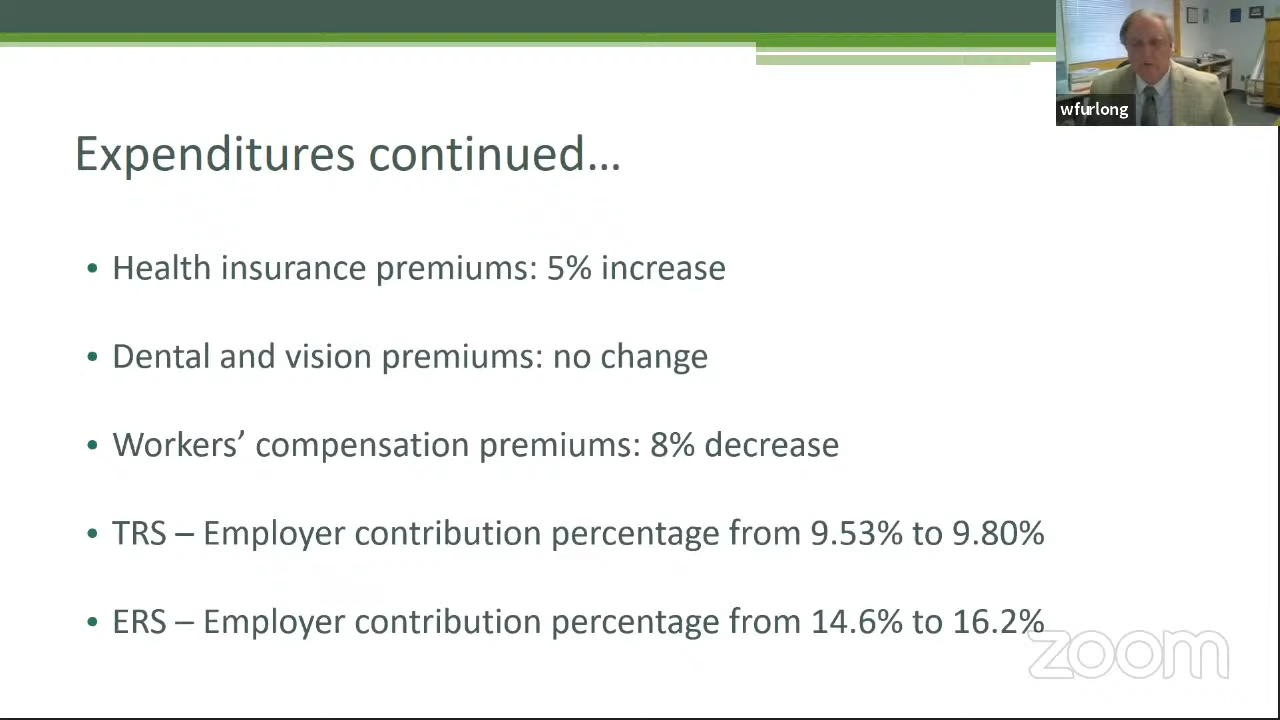 wfurlong
Expenditures continued...
• Health insurance premiums: 5% increase
• Dental and vision premiums: no change
• Workers’ compensation premiums: 8% decrease
• TRS – Employer contribution percentage from 9.53% to 9.80%
• ERS – Employer contribution percentage from 14.6% to 16.2%
zoom